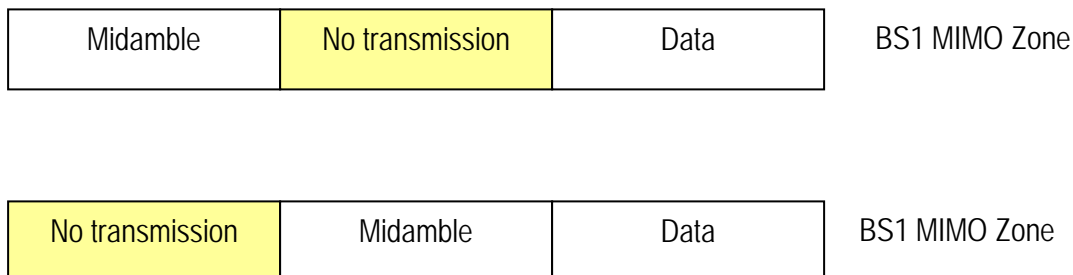 Midamble No transmission Data BS1 MIMO Zone
No transmission Midamble Data BS1 MIMO Zone